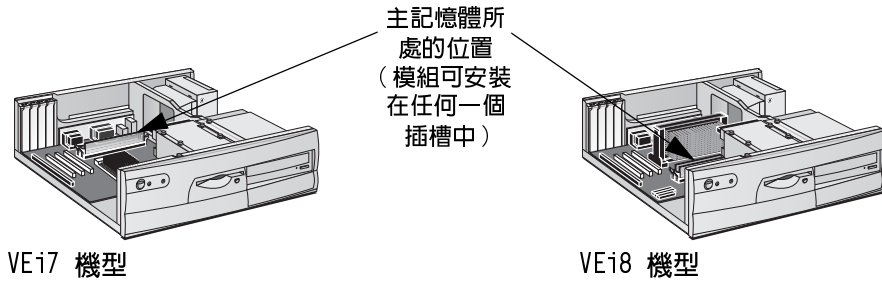 主記憶體所
處的位置
（模組可安裝
在任何一個
插槽中）
VEi7 機型
VEi8 機型